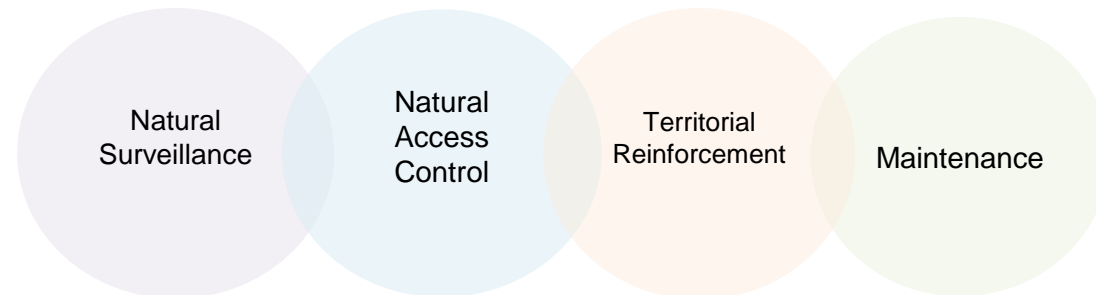 Natural
Surveillance
Natural
Access
Control
Territorial
Reinforcement
Maintenance